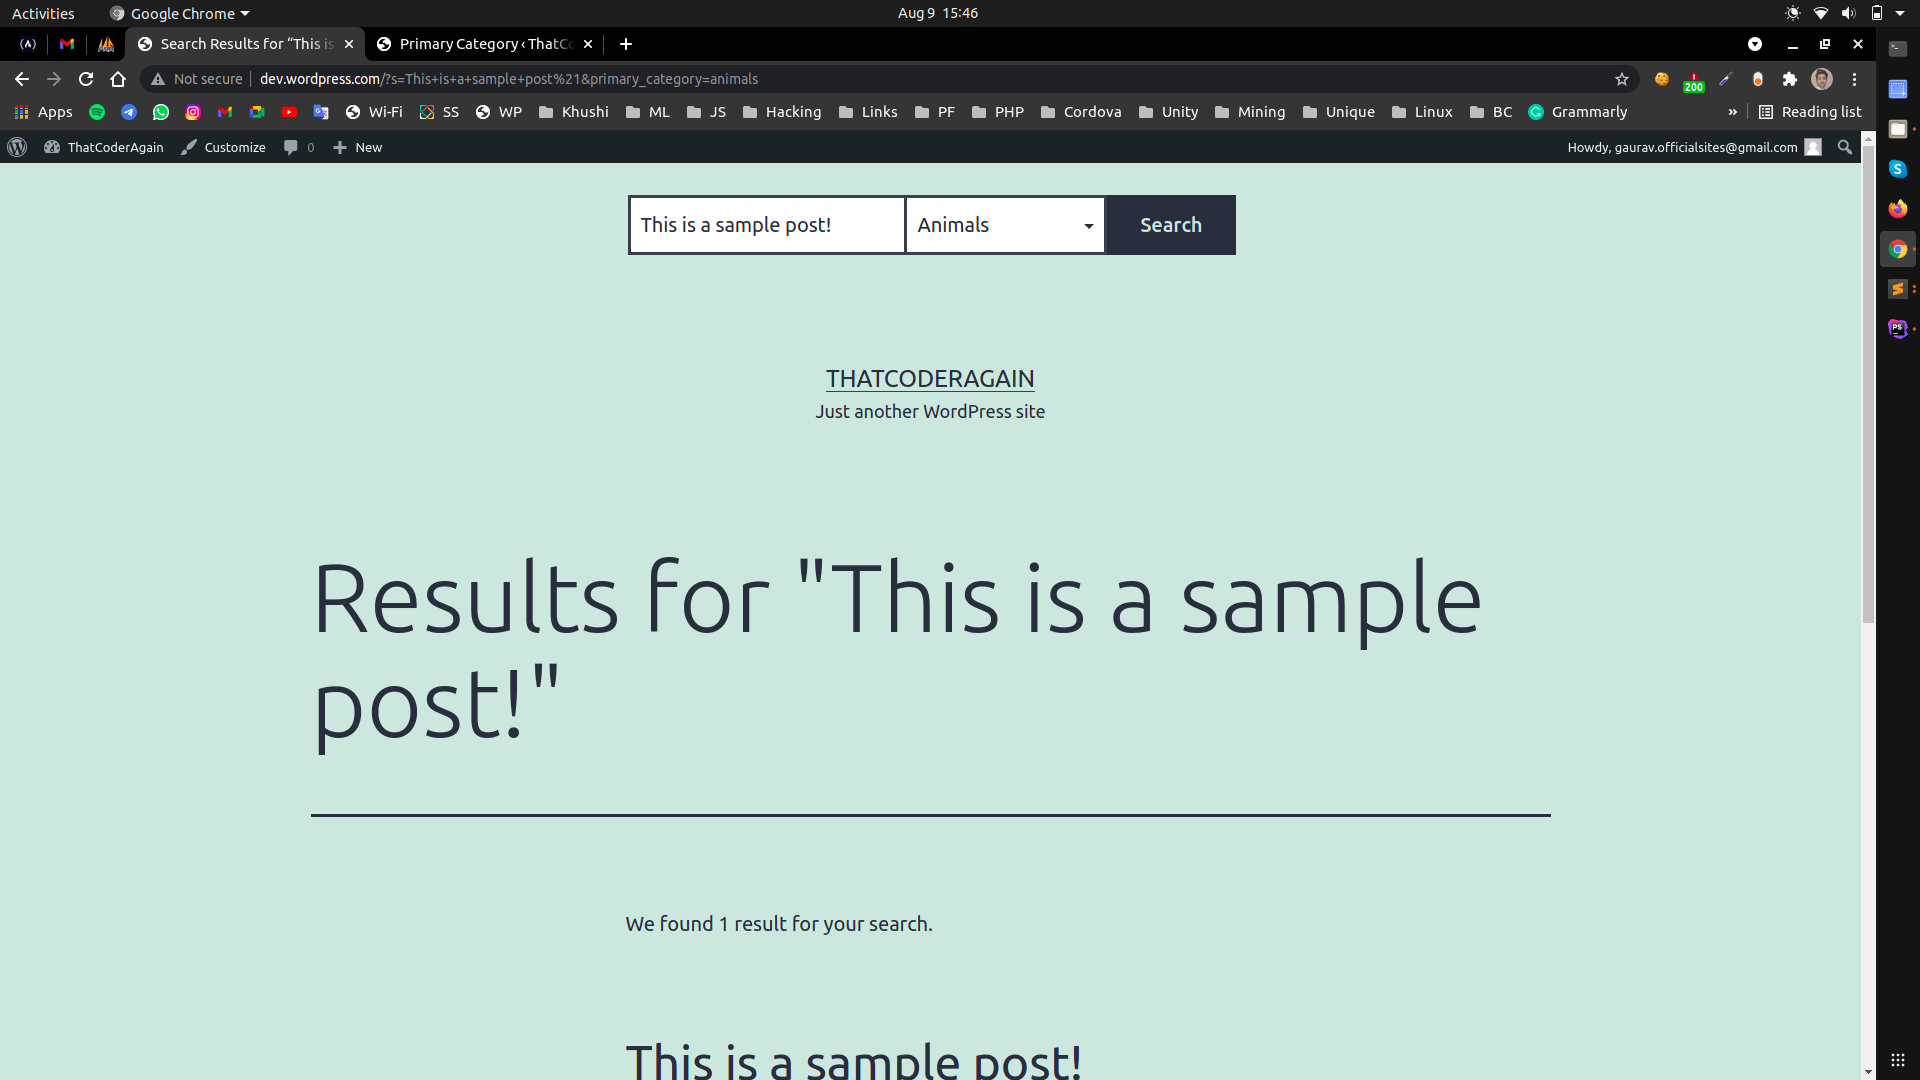 Activities
Google Chrome
Aug 9 15:46
Search Results for “This is
Primary Category ‹ ThatCo
Not secure
dev.wordpress.com/?s=This+is+a+sample+post%21&primary_category=animals
200
Apps
Wi-Fi
SS
WP
Khushi
ML
JS
Hacking
Links
PF
PHP
Cordova
Unity
Mining
Unique
Linux
BC
Grammarly
»
Reading list
ThatCoderAgain
Customize
0
New
Howdy, gaurav.officialsites@gmail.com
This is a sample post!
Animals
Search
THATCODERAGAIN
Just another WordPress site
Results for "This is a sample
post!"
We found 1 result for your search.
This is a sample post!